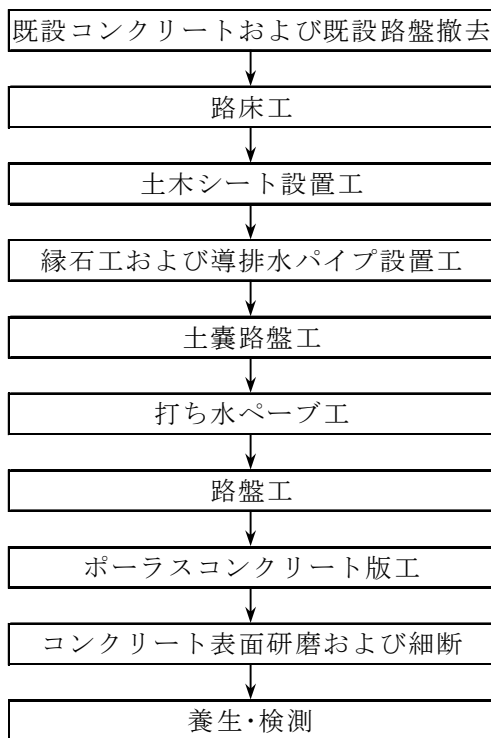 既設コンクリートおよび既設路盤撤去
路床工
土木シート設置工
縁石工および導排水パイプ設置工
土嚢路盤工
打ち水ペーブ工
路盤工
ポーラスコンクリート版工
コンクリート表面研磨および細断
養生・検測